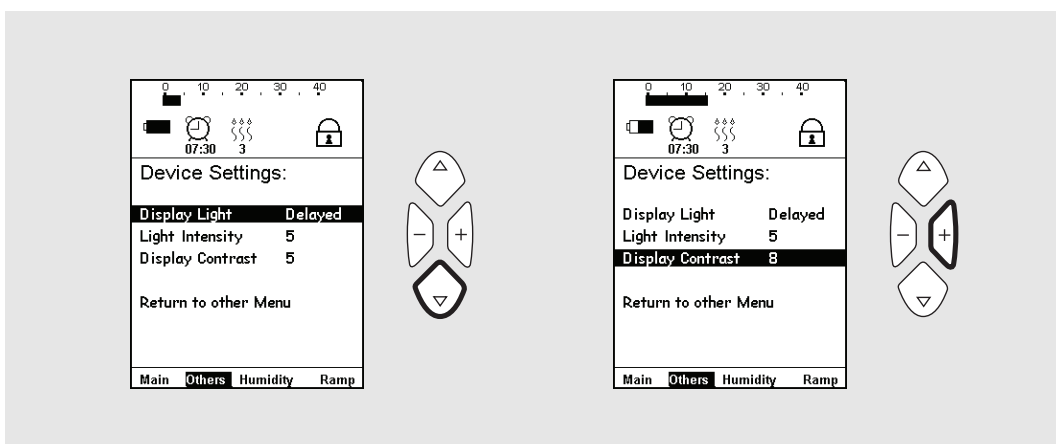 0 . 10 . 20 . 30 . 40
07:30 3
Device Settings:
Display Light Delayed
Light Intensity 5
Display Contrast 5
Return to other Menu
Main Others Humidity Ramp
− +
0 . 10 . 20 . 30 . 40
07:30 3
Device Settings:
Display Light Delayed
Light Intensity 5
Display Contrast 8
Return to other Menu
Main Others Humidity Ramp
− +